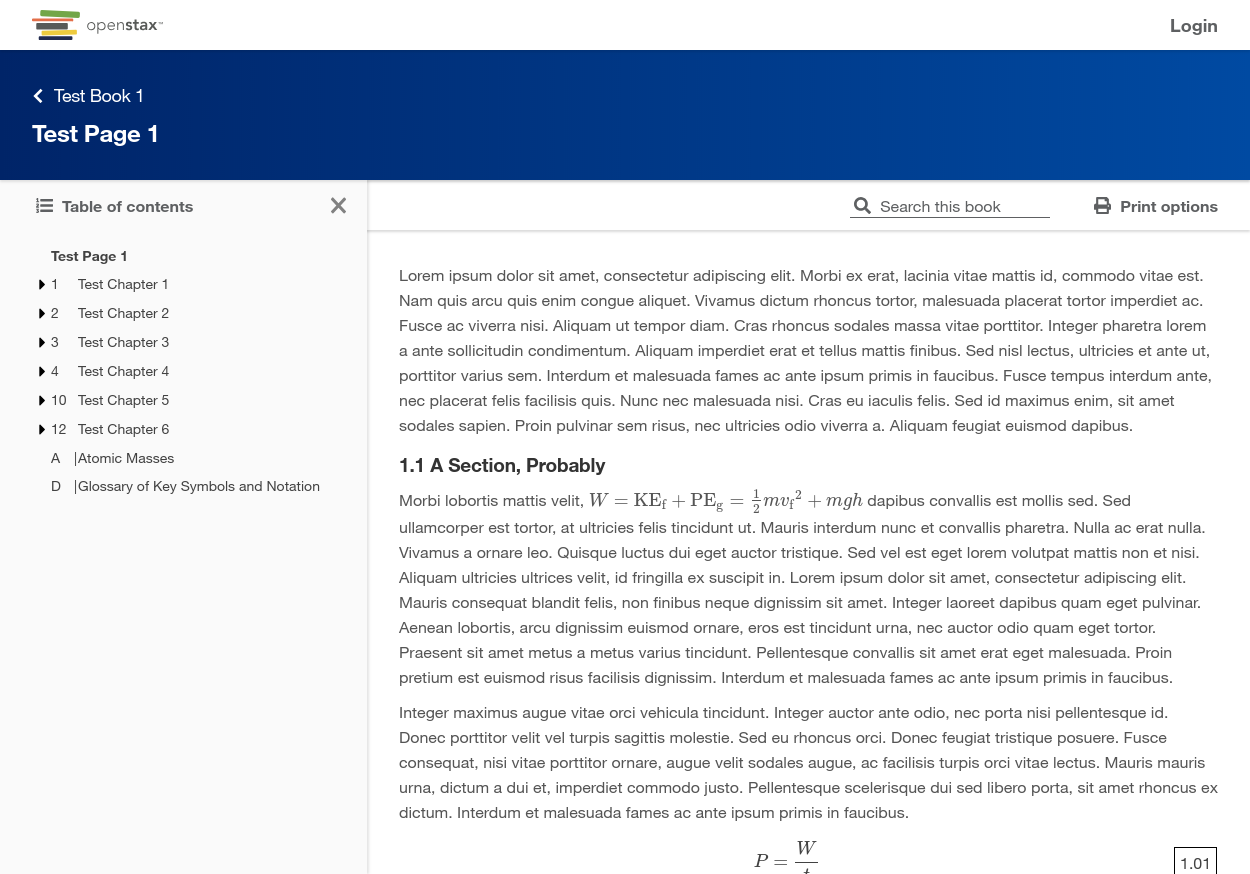 openstax™
Login
Test Book 1
Test Page 1
Table of contents
Search this book
Print options
Test Page 1
1 Test Chapter 1
2 Test Chapter 2
3 Test Chapter 3
4 Test Chapter 4
10 Test Chapter 5
12 Test Chapter 6
A |Atomic Masses
D |Glossary of Key Symbols and Notation
Lorem ipsum dolor sit amet, consectetur adipiscing elit. Morbi ex erat, lacinia vitae mattis id, commodo vitae est.
Nam quis arcu quis enim congue aliquet. Vivamus dictum rhoncus tortor, malesuada placerat tortor imperdiet ac.
Fusce ac viverra nisi. Aliquam ut tempor diam. Cras rhoncus sodales massa vitae porttitor. Integer pharetra lorem
a ante sollicitudin condimentum. Aliquam imperdiet erat et tellus mattis finibus. Sed nisl lectus, ultricies et ante ut,
porttitor varius sem. Interdum et malesuada fames ac ante ipsum primis in faucibus. Fusce tempus interdum ante,
nec placerat felis facilisis quis. Nunc nec malesuada nisi. Cras eu iaculis felis. Sed id maximus enim, sit amet
sodales sapien. Proin pulvinar sem risus, nec ultricies odio viverra a. Aliquam feugiat euismod dapibus.
1.1 A Section, Probably
Morbi lobortis mattis velit, W = KE_f + PE_g = 1/2 mv_f² + mgh dapibus convallis est mollis sed. Sed
ullamcorper est tortor, at ultricies felis tincidunt ut. Mauris interdum nunc et convallis pharetra. Nulla ac erat nulla.
Vivamus a ornare leo. Quisque luctus dui eget auctor tristique. Sed vel est eget lorem volutpat mattis non et nisi.
Aliquam ultricies ultrices velit, id fringilla ex suscipit in. Lorem ipsum dolor sit amet, consectetur adipiscing elit.
Mauris consequat blandit felis, non finibus neque dignissim sit amet. Integer laoreet dapibus quam eget pulvinar.
Aenean lobortis, arcu dignissim euismod ornare, eros est tincidunt urna, nec auctor odio quam eget tortor.
Praesent sit amet metus a metus varius tincidunt. Pellentesque convallis sit amet erat eget malesuada. Proin
pretium est euismod risus facilisis dignissim. Interdum et malesuada fames ac ante ipsum primis in faucibus.
Integer maximus augue vitae orci vehicula tincidunt. Integer auctor ante odio, nec porta nisi pellentesque id.
Donec porttitor velit vel turpis sagittis molestie. Sed eu rhoncus orci. Donec feugiat tristique posuere. Fusce
consequat, nisi vitae porttitor ornare, augue velit sodales augue, ac facilisis turpis orci vitae lectus. Mauris mauris
urna, dictum a dui et, imperdiet commodo justo. Pellentesque scelerisque dui sed libero porta, sit amet rhoncus ex
dictum. Interdum et malesuada fames ac ante ipsum primis in faucibus.
P = W/t
1.01